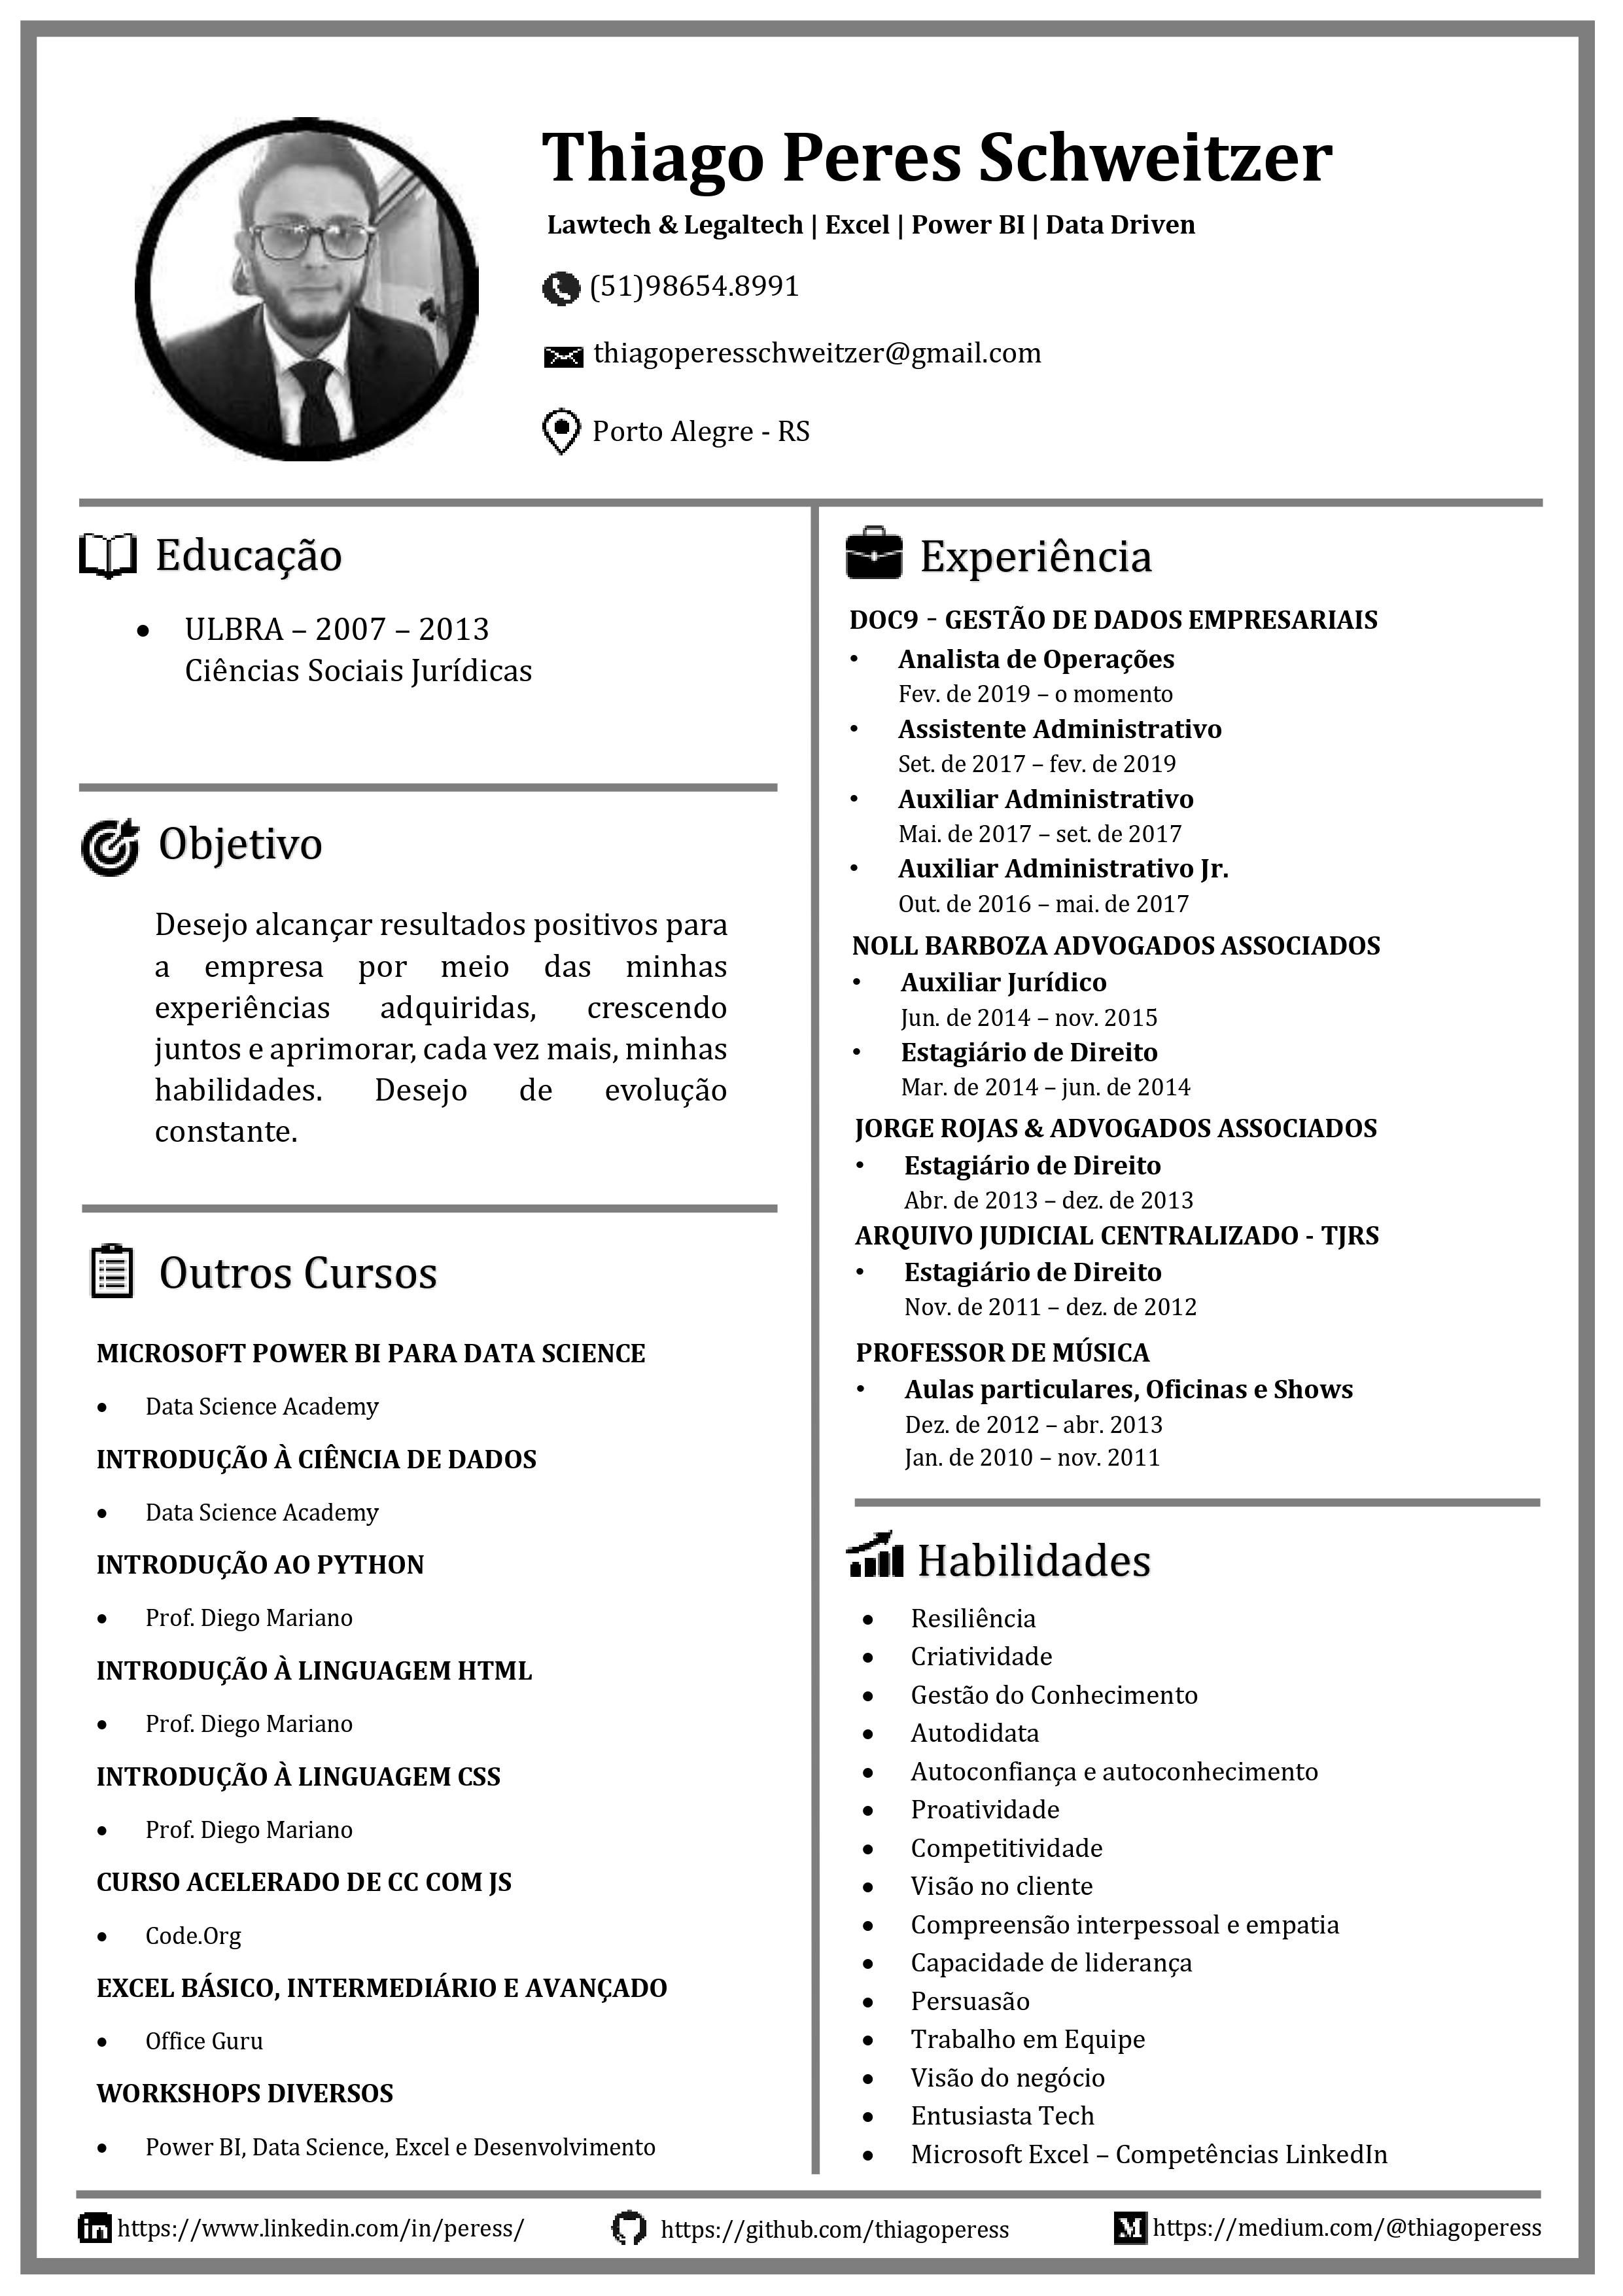 Thiago Peres Schweitzer
Lawtech & Legaltech | Excel | Power BI | Data Driven
(51)98654.8991
thiagoperesschweitzer@gmail.com
Porto Alegre - RS
Educação
• ULBRA – 2007 – 2013
Ciências Sociais Jurídicas
Objetivo
Desejo alcançar resultados positivos para
a empresa por meio das minhas
experiências adquiridas, crescendo
juntos e aprimorar, cada vez mais, minhas
habilidades. Desejo de evolução
constante.
Outros Cursos
MICROSOFT POWER BI PARA DATA SCIENCE
• Data Science Academy
INTRODUÇÃO À CIÊNCIA DE DADOS
• Data Science Academy
INTRODUÇÃO AO PYTHON
• Prof. Diego Mariano
INTRODUÇÃO À LINGUAGEM HTML
• Prof. Diego Mariano
INTRODUÇÃO À LINGUAGEM CSS
• Prof. Diego Mariano
CURSO ACELERADO DE CC COM JS
• Code.Org
EXCEL BÁSICO, INTERMEDIÁRIO E AVANÇADO
• Office Guru
WORKSHOPS DIVERSOS
• Power BI, Data Science, Excel e Desenvolvimento
Experiência
DOC9 - GESTÃO DE DADOS EMPRESARIAIS
• Analista de Operações
Fev. de 2019 – o momento
• Assistente Administrativo
Set. de 2017 – fev. de 2019
• Auxiliar Administrativo
Mai. de 2017 – set. de 2017
• Auxiliar Administrativo Jr.
Out. de 2016 – mai. de 2017
NOLL BARBOZA ADVOGADOS ASSOCIADOS
• Auxiliar Jurídico
Jun. de 2014 – nov. 2015
• Estagiário de Direito
Mar. de 2014 – jun. de 2014
JORGE ROJAS & ADVOGADOS ASSOCIADOS
• Estagiário de Direito
Abr. de 2013 – dez. de 2013
ARQUIVO JUDICIAL CENTRALIZADO - TJRS
• Estagiário de Direito
Nov. de 2011 – dez. de 2012
PROFESSOR DE MÚSICA
• Aulas particulares, Oficinas e Shows
Dez. de 2012 – abr. 2013
Jan. de 2010 – nov. 2011
Habilidades
• Resiliência
• Criatividade
• Gestão do Conhecimento
• Autodidata
• Autoconfiança e autoconhecimento
• Proatividade
• Competitividade
• Visão no cliente
• Compreensão interpessoal e empatia
• Capacidade de liderança
• Persuasão
• Trabalho em Equipe
• Visão do negócio
• Entusiasta Tech
• Microsoft Excel – Competências LinkedIn
in https://www.linkedin.com/in/peress/
https://github.com/thiagoperess
M https://medium.com/@thiagoperess